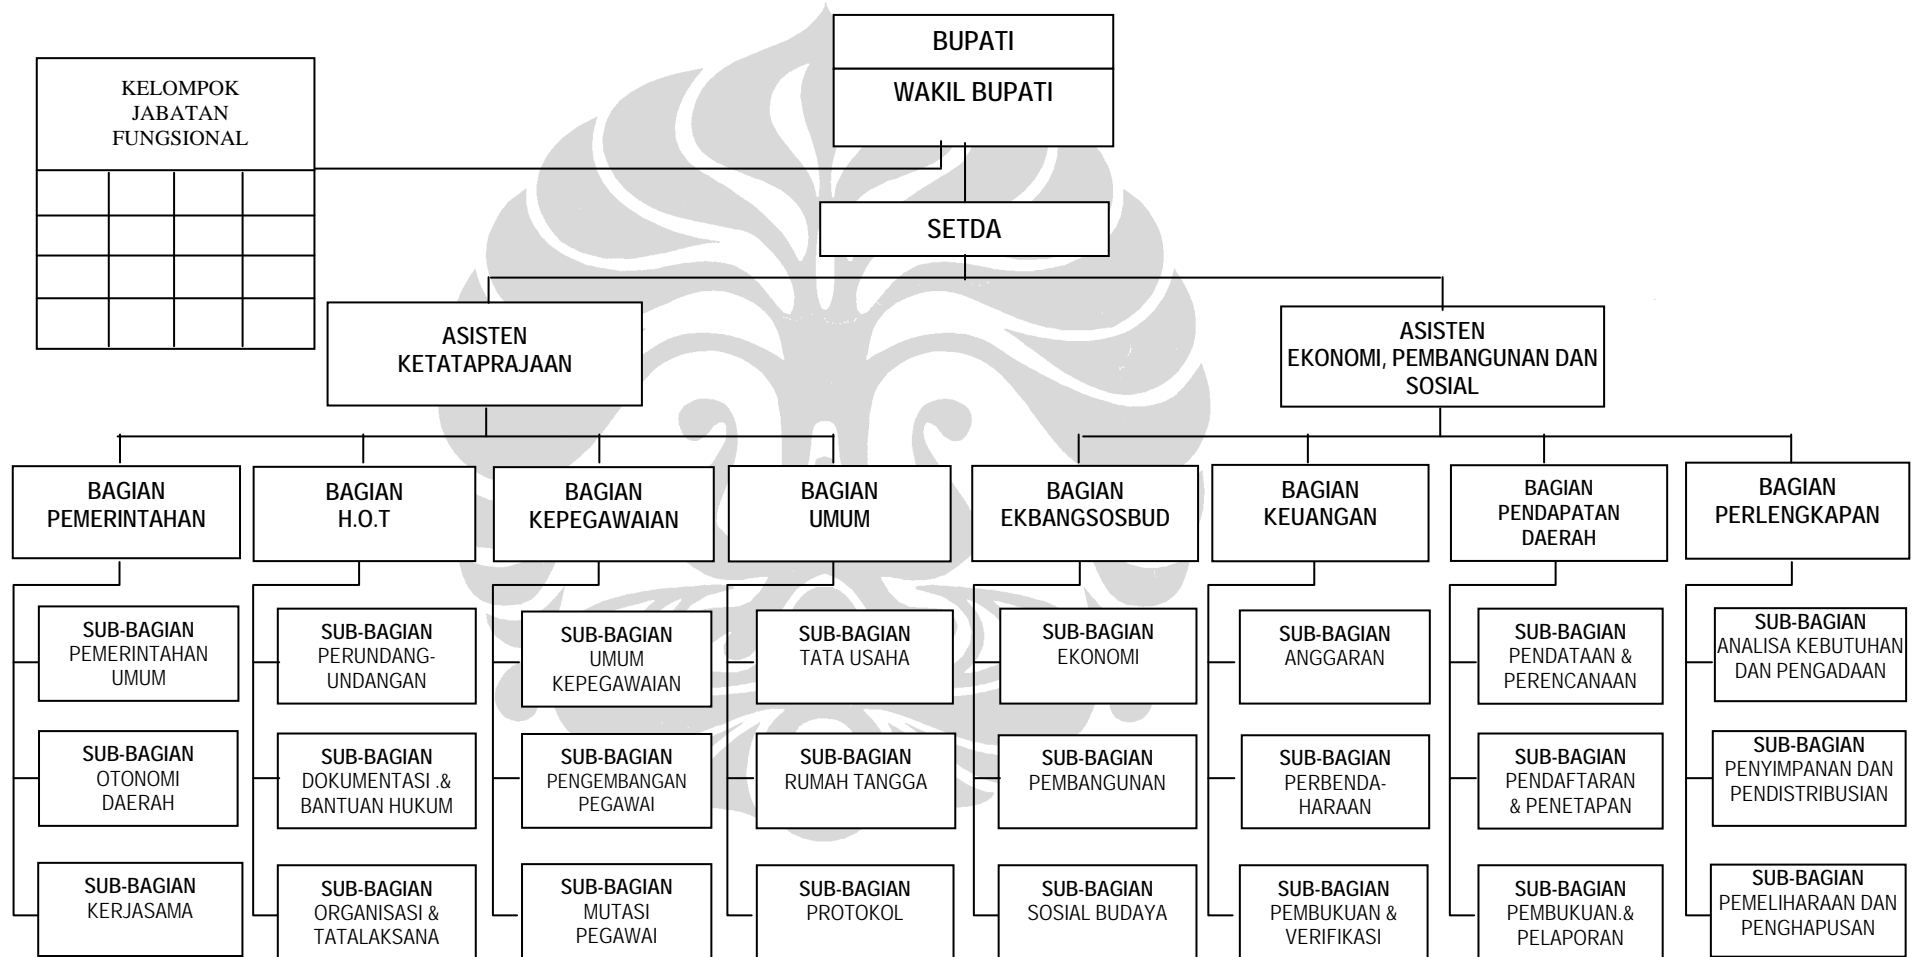 BUPATI
WAKIL BUPATI
KELOMPOK
JABATAN
FUNGSIONAL
SETDA
ASISTEN
KETATAPRAJAAN
ASISTEN
EKONOMI, PEMBANGUNAN DAN
SOSIAL
BAGIAN
PEMERINTAHAN
BAGIAN
H.O.T
BAGIAN
KEPEGAWAIAN
BAGIAN
UMUM
BAGIAN
EKBANGSOSBUD
BAGIAN
KEUANGAN
BAGIAN
PENDAPATAN
DAERAH
BAGIAN
PERLENGKAPAN
SUB-BAGIAN
PEMERINTAHAN
UMUM
SUB-BAGIAN
PERUNDANG-
UNDANGAN
SUB-BAGIAN
UMUM
KEPEGAWAIAN
SUB-BAGIAN
TATA USAHA
SUB-BAGIAN
EKONOMI
SUB-BAGIAN
ANGGARAN
SUB-BAGIAN
PENDATAAN &
PERENCANAAN
SUB-BAGIAN
ANALISA KEBUTUHAN
DAN PENGADAAN
SUB-BAGIAN
OTONOMI
DAERAH
SUB-BAGIAN
DOKUMENTASI .&
BANTUAN HUKUM
SUB-BAGIAN
PENGEMBANGAN
PEGAWAI
SUB-BAGIAN
RUMAH TANGGA
SUB-BAGIAN
PEMBANGUNAN
SUB-BAGIAN
PERBENDA-
HARAAN
SUB-BAGIAN
PENDAFTARAN
& PENETAPAN
SUB-BAGIAN
PENYIMPANAN DAN
PENDISTRIBUSIAN
SUB-BAGIAN
KERJASAMA
SUB-BAGIAN
ORGANISASI &
TATALAKSANA
SUB-BAGIAN
MUTASI
PEGAWAI
SUB-BAGIAN
PROTOKOL
SUB-BAGIAN
SOSIAL BUDAYA
SUB-BAGIAN
PEMBUKUAN &
VERIFIKASI
SUB-BAGIAN
PEMBUKUAN.&
PELAPORAN
SUB-BAGIAN
PEMELIHARAAN DAN
PENGHAPUSAN